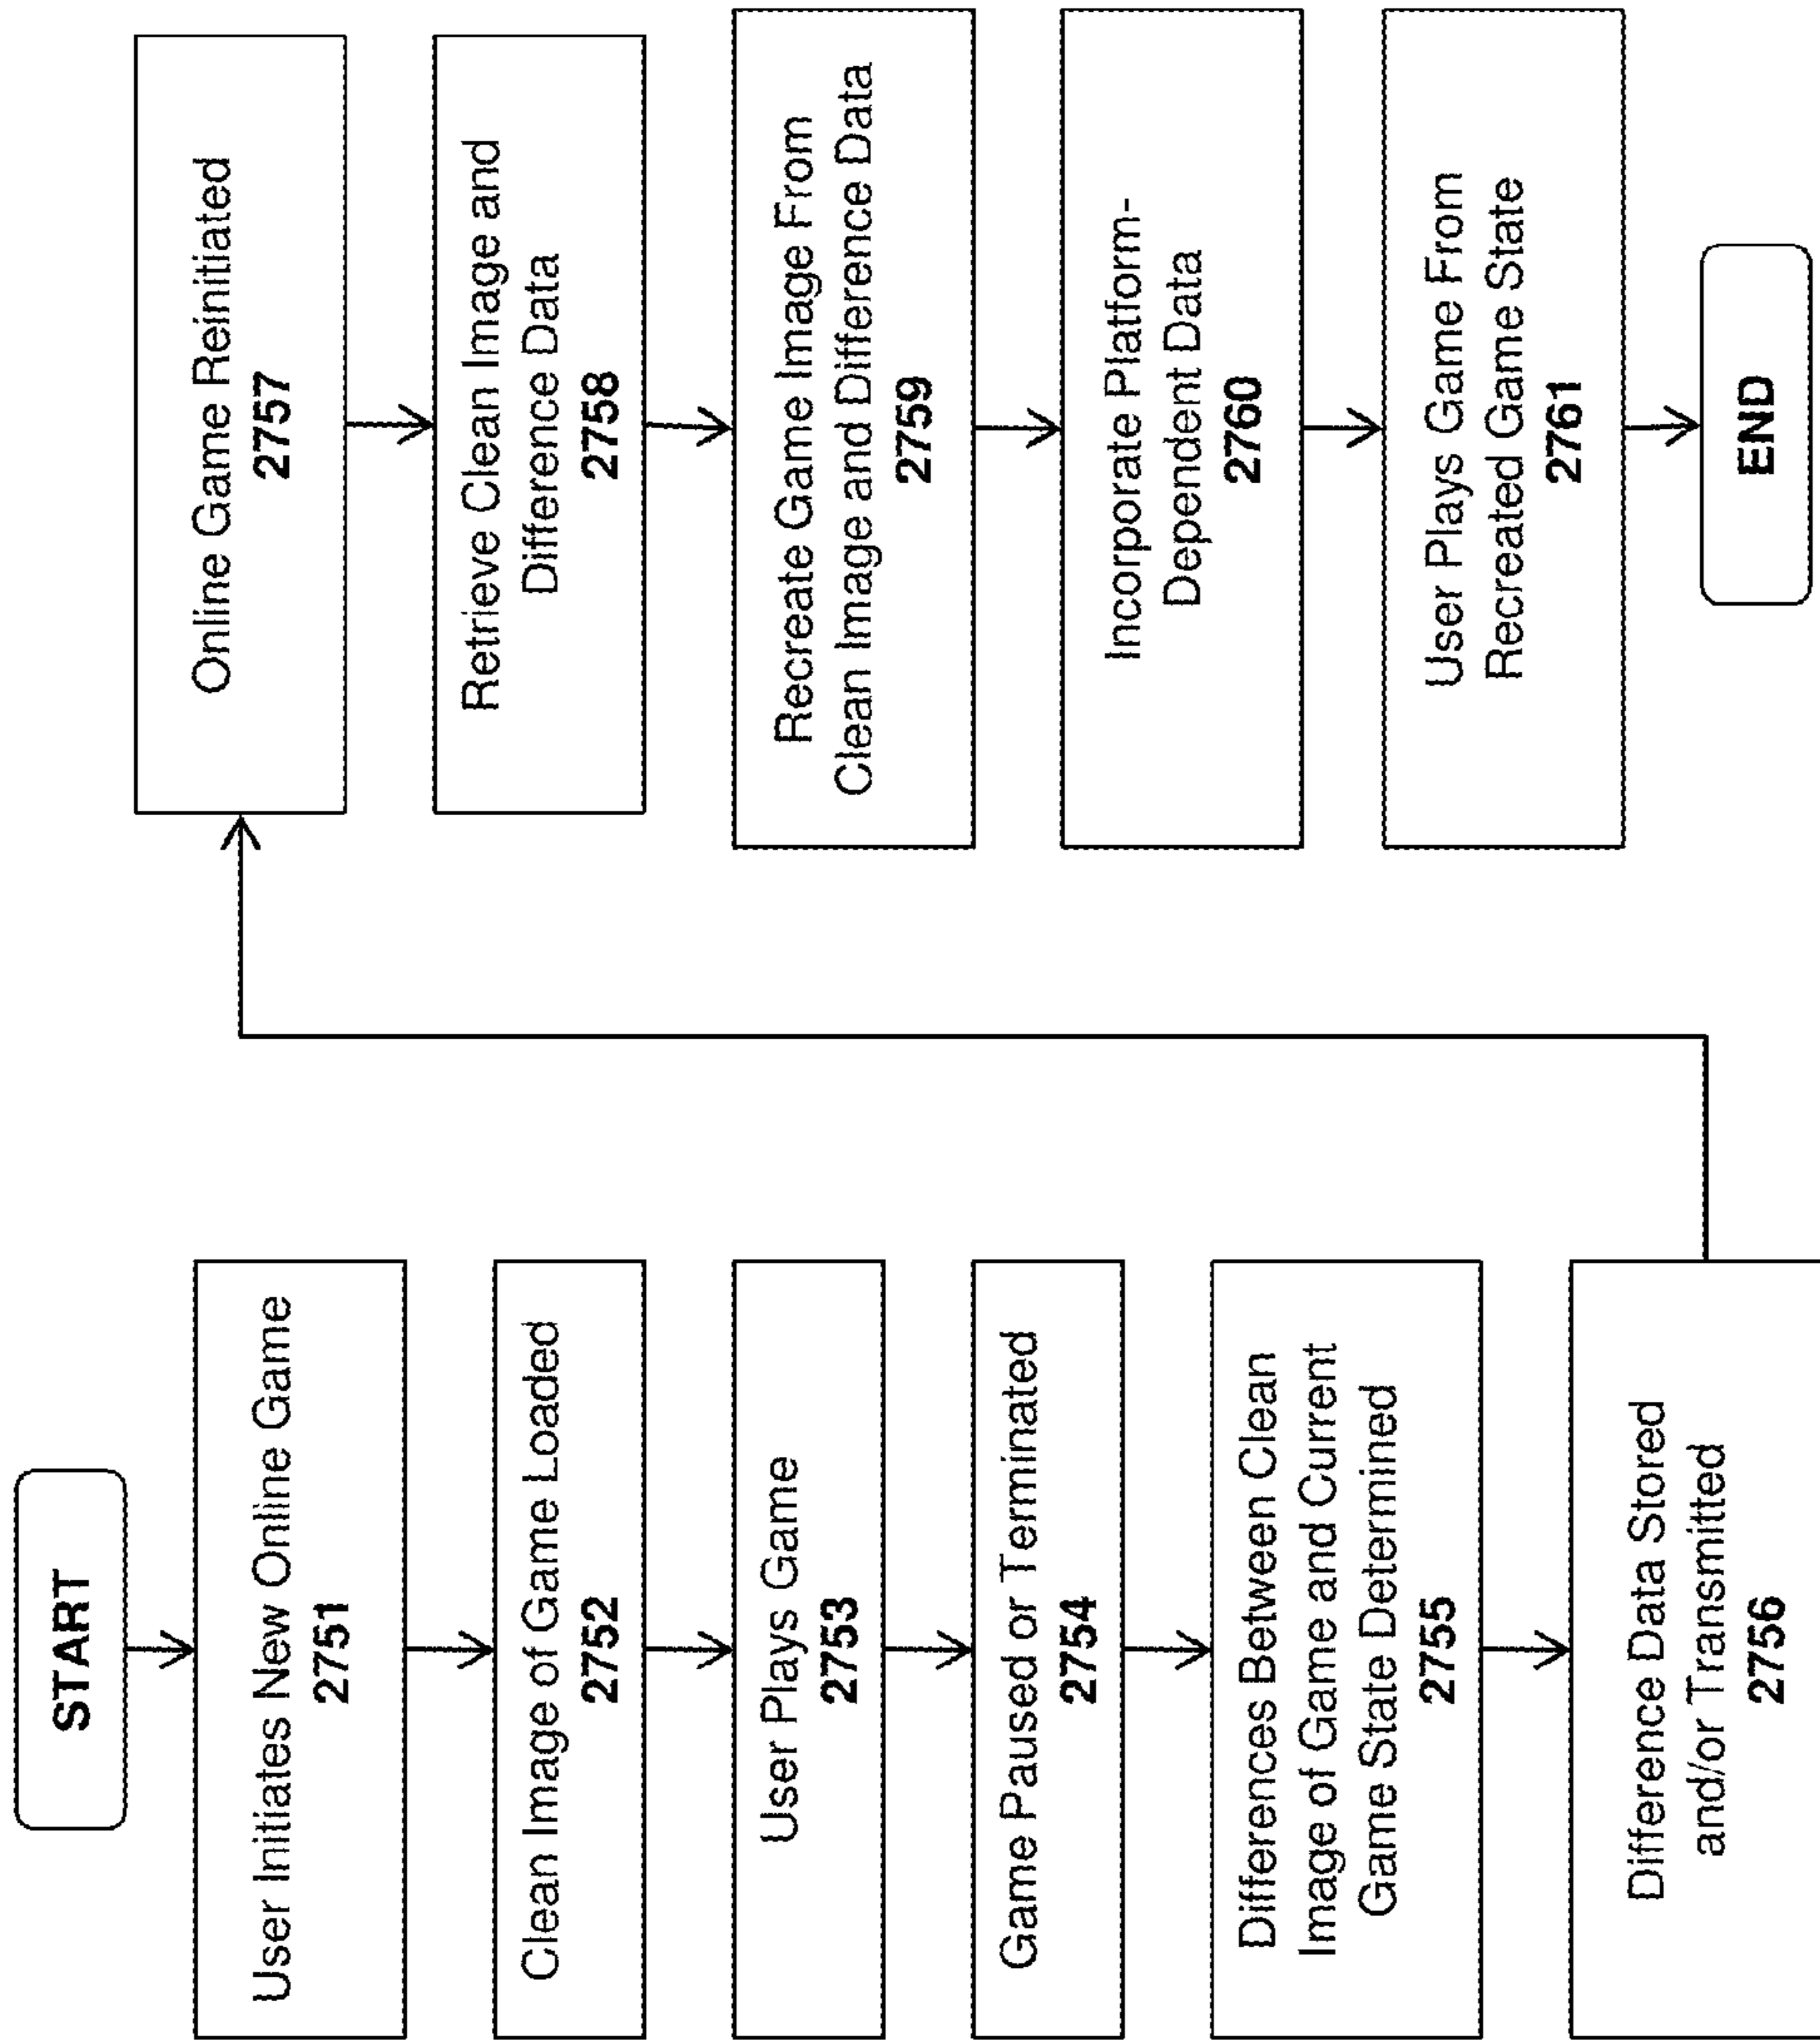 START
User Initiates New Online Game
2751
Clean Image of Game Loaded
2752
User Plays Game
2753
Game Paused or Terminated
2754
Differences Between Clean
Image of Game and Current
Game State Determined
2755
Difference Data Stored
and/or Transmitted
2756
Online Game Reinitiated
2757
Retrieve Clean Image and
Difference Data
2758
Recreate Game Image From
Clean Image and Difference Data
2759
Incorporate Platform-
Dependent Data
2760
User Plays Game From
Recreated Game State
2761
END